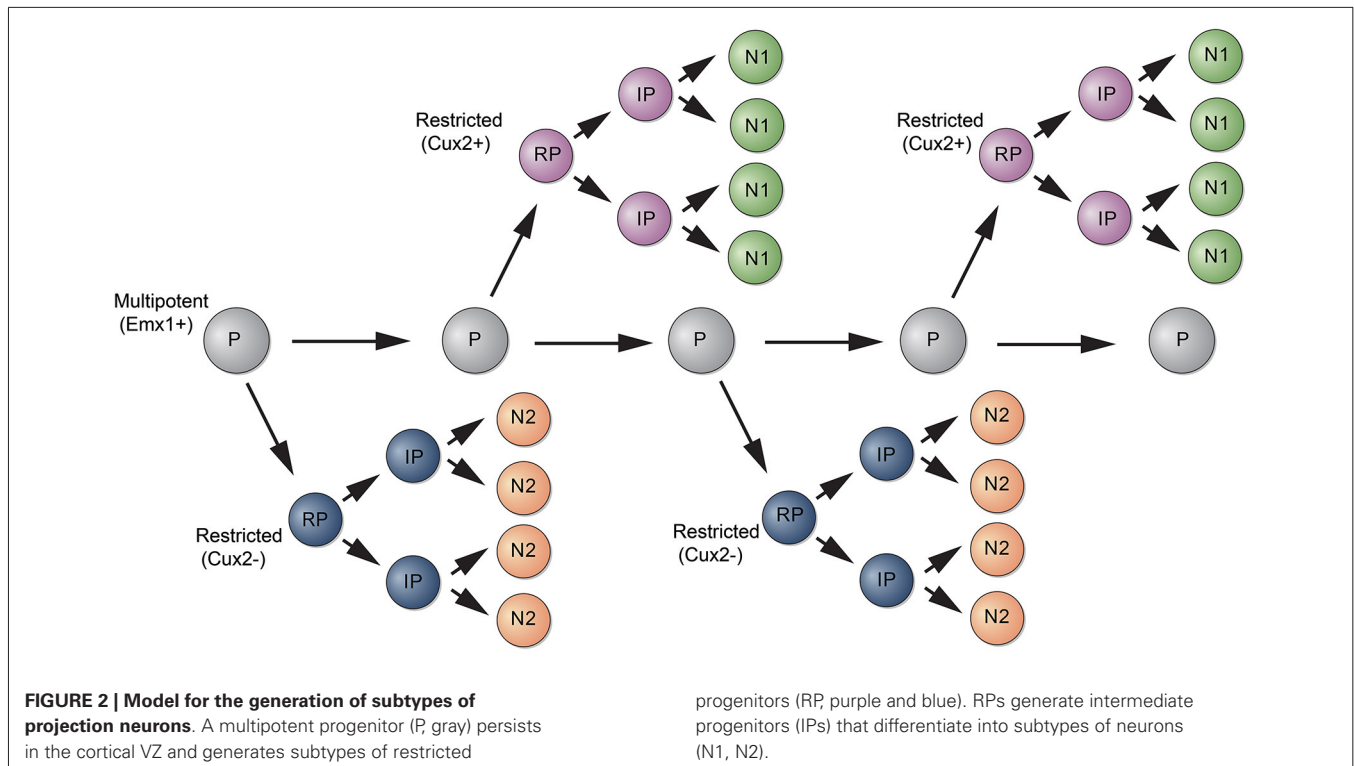 N1
N1
IP
IP
Restricted
(Cux2+)
N1
Restricted
(Cux2+)
N1
RP
RP
N1
N1
IP
IP
N1
N1
Multipotent
(Emx1+)
P
P
P
P
P
N2
N2
IP
IP
N2
N2
RP
RP
Restricted
(Cux2-)
Restricted
(Cux2-)
N2
N2
IP
IP
N2
N2
FIGURE 2 | Model for the generation of subtypes of
projection neurons. A multipotent progenitor (P, gray) persists
in the cortical VZ and generates subtypes of restricted
progenitors (RP, purple and blue). RPs generate intermediate
progenitors (IPs) that differentiate into subtypes of neurons
(N1, N2).